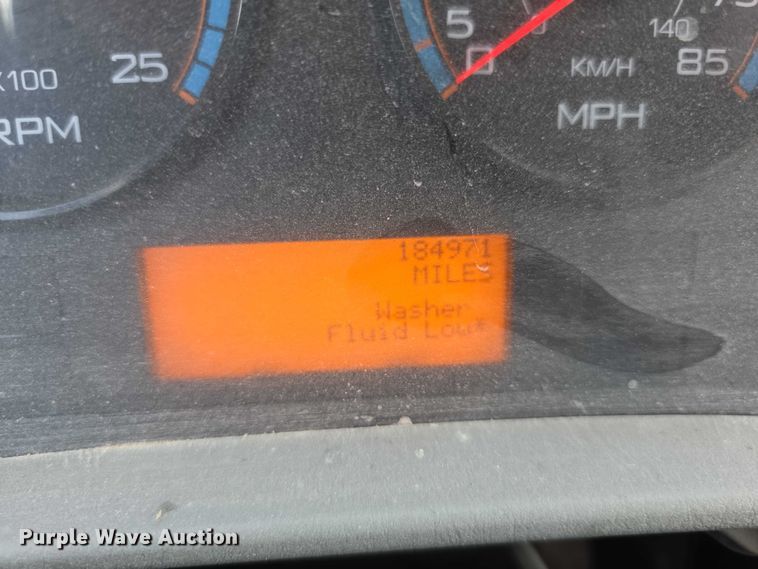 X100
25
RPM
5
0
140
KM/H
85
MPH
184971
MILES
Washer
Fluid Low*
Purple Wave Auction